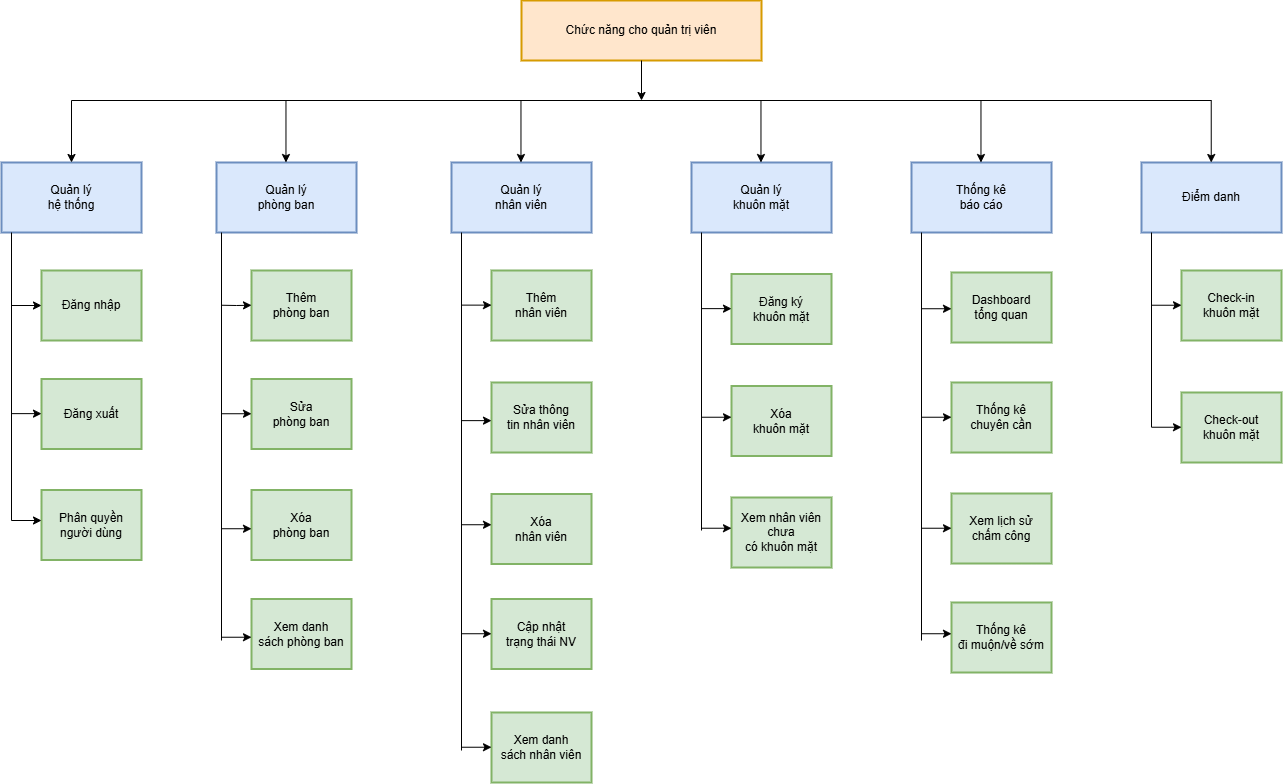 Chức năng cho quản trị viên
Quản lý
hệ thống
Đăng nhập
Đăng xuất
Phân quyền
người dùng
Quản lý
phòng ban
Thêm
phòng ban
Sửa
phòng ban
Xóa
phòng ban
Xem danh
sách phòng ban
Quản lý
nhân viên
Thêm
nhân viên
Sửa thông
tin nhân viên
Xóa
nhân viên
Cập nhật
trạng thái NV
Xem danh
sách nhân viên
Quản lý
khuôn mặt
Đăng ký
khuôn mặt
Xóa
khuôn mặt
Xem nhân viên
chưa
có khuôn mặt
Thống kê
báo cáo
Dashboard
tổng quan
Thống kê
chuyên cần
Xem lịch sử
chấm công
Thống kê
đi muộn/về sớm
Điểm danh
Check-in
khuôn mặt
Check-out
khuôn mặt